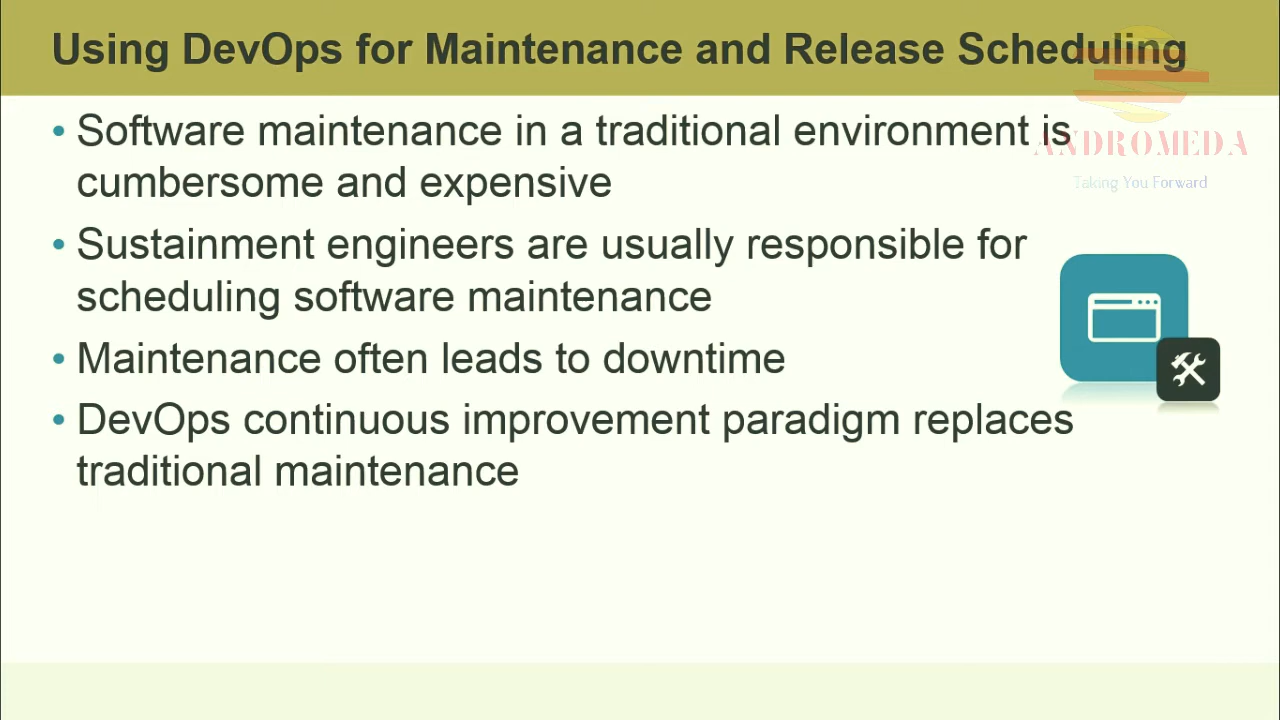 Using DevOps for Maintenance and Release Scheduling
• Software maintenance in a traditional environment is
cumbersome and expensive
• Sustainment engineers are usually responsible for
scheduling software maintenance
• Maintenance often leads to downtime
• DevOps continuous improvement paradigm replaces
traditional maintenance
ANDROMEDA
Taking You Forward